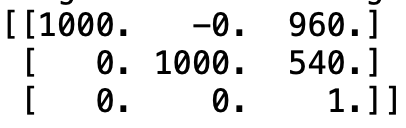 [[1000. -0. 960.]
[ 0. 1000. 540.]
[ 0. 0. 1.]]